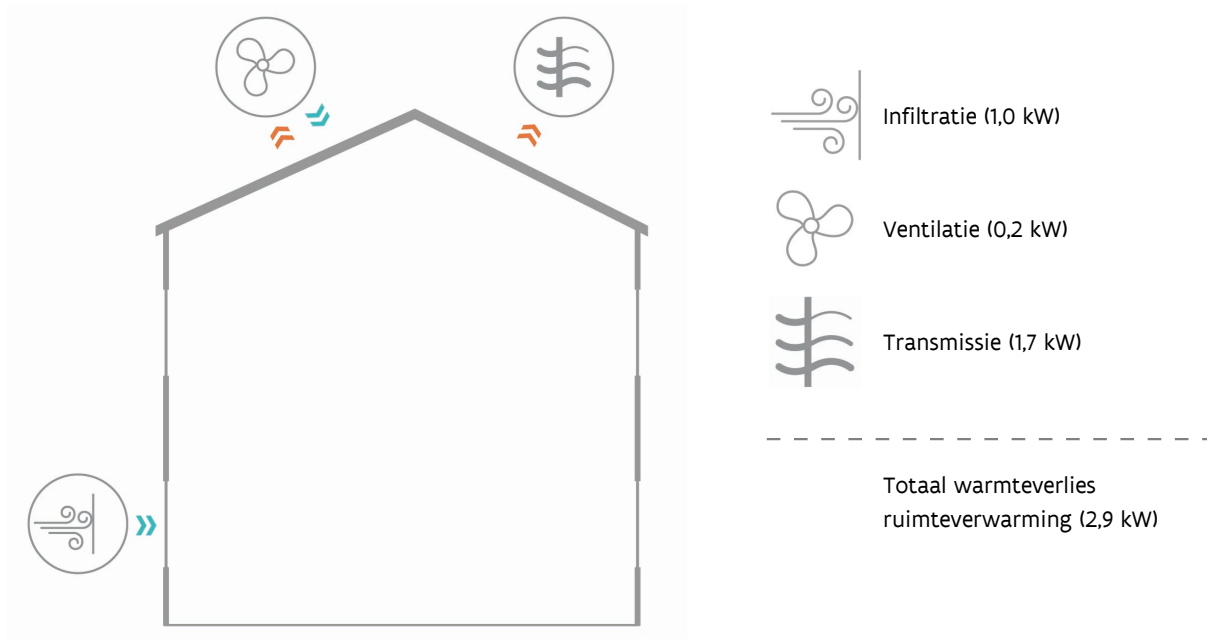 Infiltratie (1,0 kW)
Ventilatie (0,2 kW)
Transmissie (1,7 kW)
Totaal warmteverlies
ruimteverwarming (2,9 kW)